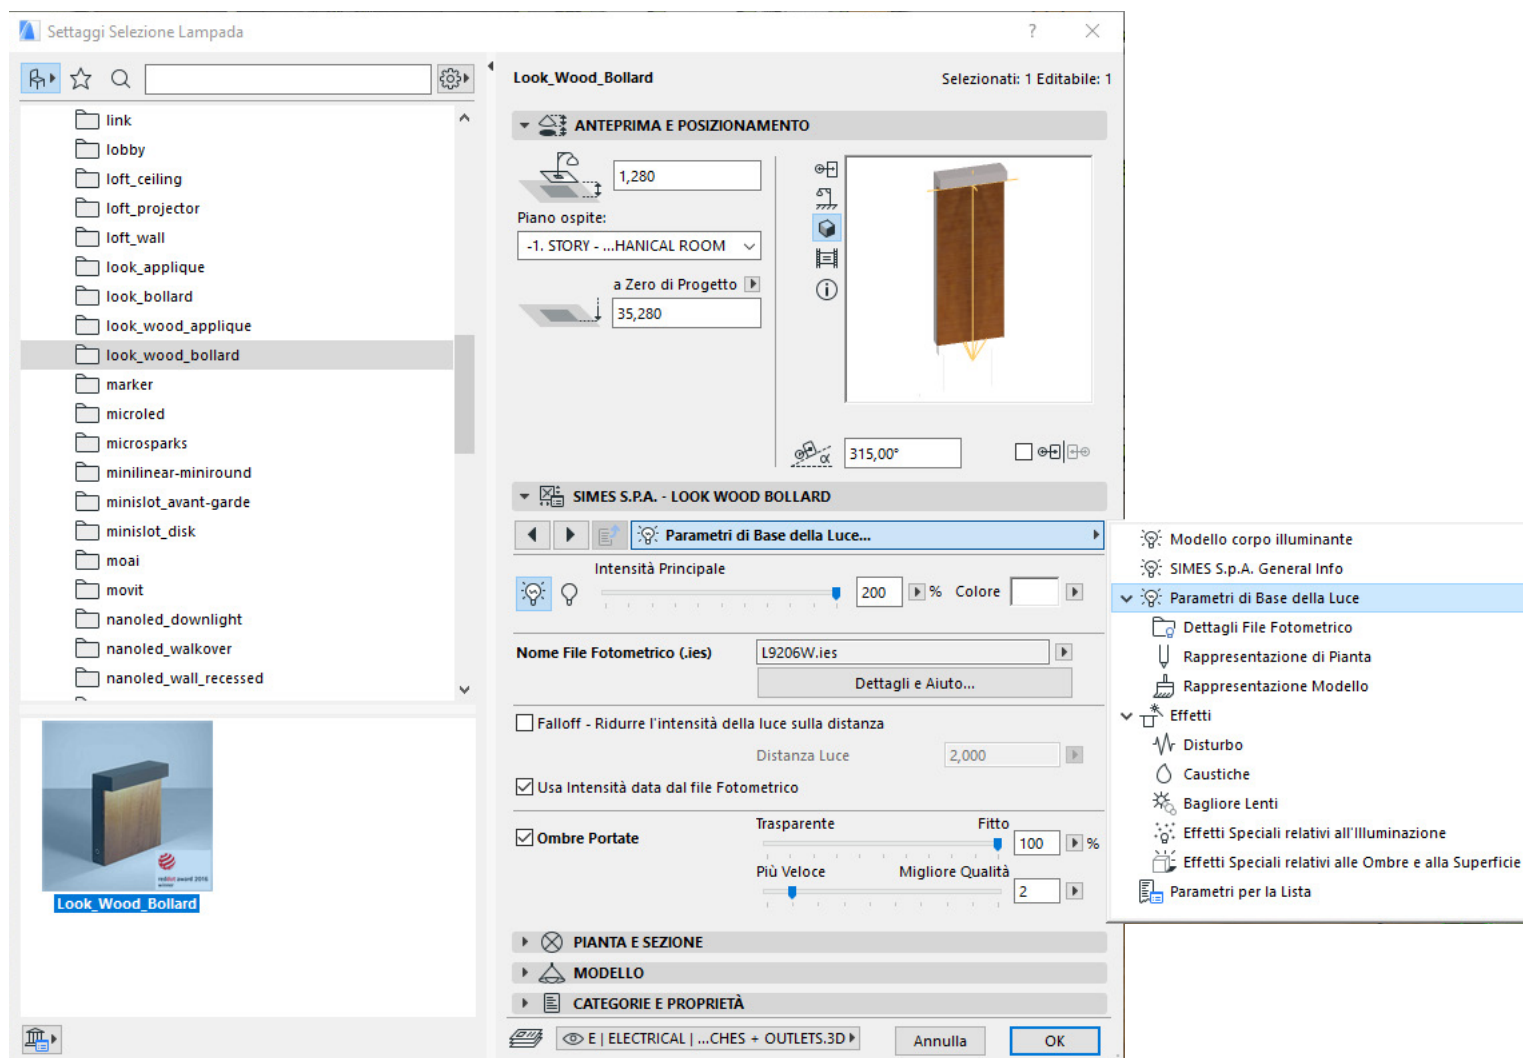 Settaggi Selezione Lampada
?
link
lobby
loft_ceiling
loft_projector
loft_wall
look_applique
look_bollard
look_wood_applique
look_wood_bollard
marker
microled
microsparks
minilinear-miniround
minislot_avant-garde
minislot_disk
moai
movit
nanoled_downlight
nanoled_walkover
nanoled_wall_recessed
reddot award 2016
winner
Look_Wood_Bollard
Look_Wood_Bollard
Selezionati: 1 Editabile: 1
ANTEPRIMA E POSIZIONAMENTO
1,280
Piano ospite:
-1. STORY - ...HANICAL ROOM
a Zero di Progetto
35,280
α
315,00°
SIMES S.P.A. - LOOK WOOD BOLLARD
Parametri di Base della Luce...
Intensità Principale
200 % Colore
Nome File Fotometrico (.ies)
L9206W.ies
Dettagli e Aiuto...
Falloff - Ridurre l'intensità della luce sulla distanza
Distanza Luce
2,000
Usa Intensità data dal file Fotometrico
Ombre Portate
Trasparente
Fitto
100 %
Più Veloce
Migliore Qualità
2
PIANTA E SEZIONE
MODELLO
CATEGORIE E PROPRIETÀ
E | ELECTRICAL | ...CHES + OUTLETS.3D
Annulla
OK
Modello corpo illuminante
SIMES S.p.A. General Info
Parametri di Base della Luce
Dettagli File Fotometrico
Rappresentazione di Pianta
Rappresentazione Modello
Effetti
Disturbo
Caustiche
Bagliore Lenti
Effetti Speciali relativi all'Illuminazione
Effetti Speciali relativi alle Ombre e alla Superficie
Parametri per la Lista